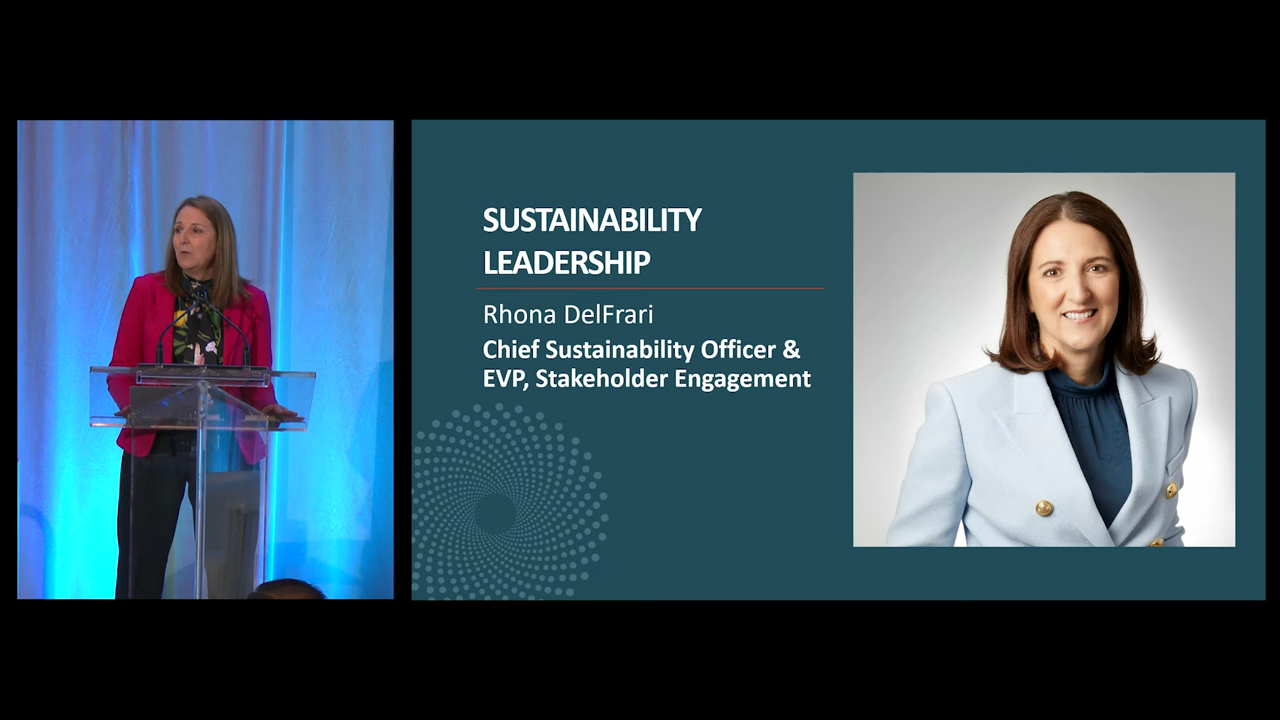 SUSTAINABILITY
LEADERSHIP
Rhona DelFrari
Chief Sustainability Officer &
EVP, Stakeholder Engagement